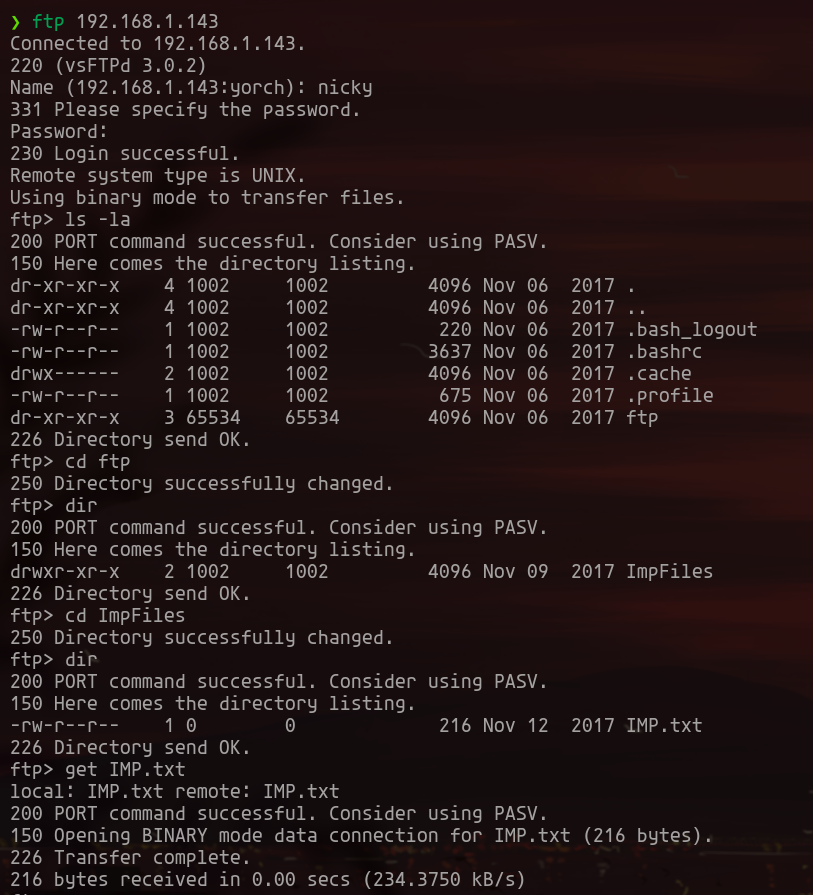 ❯ ftp 192.168.1.143
Connected to 192.168.1.143.
220 (vsFTPd 3.0.2)
Name (192.168.1.143:yorch): nicky
331 Please specify the password.
Password:
230 Login successful.
Remote system type is UNIX.
Using binary mode to transfer files.
ftp> ls -la
200 PORT command successful. Consider using PASV.
150 Here comes the directory listing.
dr-xr-xr-x    4 1002     1002         4096 Nov 06  2017 .
dr-xr-xr-x    4 1002     1002         4096 Nov 06  2017 ..
-rw-r--r--    1 1002     1002          220 Nov 06  2017 .bash_logout
-rw-r--r--    1 1002     1002         3637 Nov 06  2017 .bashrc
drwx------    2 1002     1002         4096 Nov 06  2017 .cache
-rw-r--r--    1 1002     1002          675 Nov 06  2017 .profile
dr-xr-xr-x    3 65534    65534        4096 Nov 06  2017 ftp
226 Directory send OK.
ftp> cd ftp
250 Directory successfully changed.
ftp> dir
200 PORT command successful. Consider using PASV.
150 Here comes the directory listing.
drwxr-xr-x    2 1002     1002         4096 Nov 09  2017 ImpFiles
226 Directory send OK.
ftp> cd ImpFiles
250 Directory successfully changed.
ftp> dir
200 PORT command successful. Consider using PASV.
150 Here comes the directory listing.
-rw-r--r--    1 0        0             216 Nov 12  2017 IMP.txt
226 Directory send OK.
ftp> get IMP.txt
local: IMP.txt remote: IMP.txt
200 PORT command successful. Consider using PASV.
150 Opening BINARY mode data connection for IMP.txt (216 bytes).
226 Transfer complete.
216 bytes received in 0.00 secs (234.3750 kB/s)